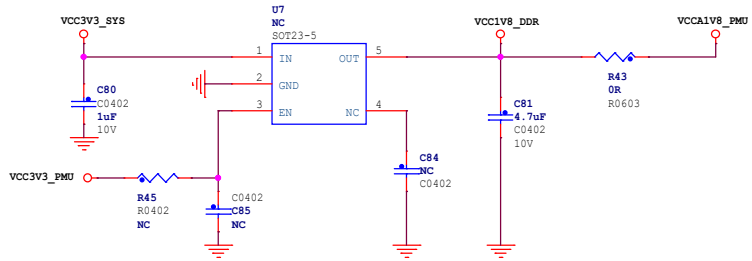 VCC3V3_SYS
U7
NC
SOT23-5
VCC1V8_DDR
VCCA1V8_PMU
1
IN
OUT
5
2
GND
3
EN
NC
4
C80
C0402
1uF
10V
R43
0R
R0603
C81
4.7uF
C0402
10V
C84
NC
C0402
VCC3V3_PMU
R45
R0402
NC
C0402
C85
NC